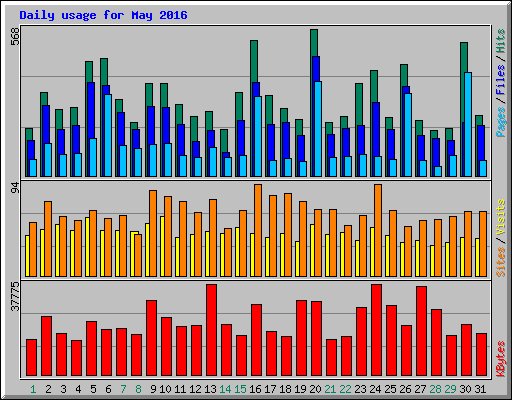 Daily usage for May 2016
568
Pages / Files / Hits
94
Sites / Visits
37775
KBytes
1 2 3 4 5 6 7 8 9 10 11 12 13 14 15 16 17 18 19 20 21 22 23 24 25 26 27 28 29 30 31